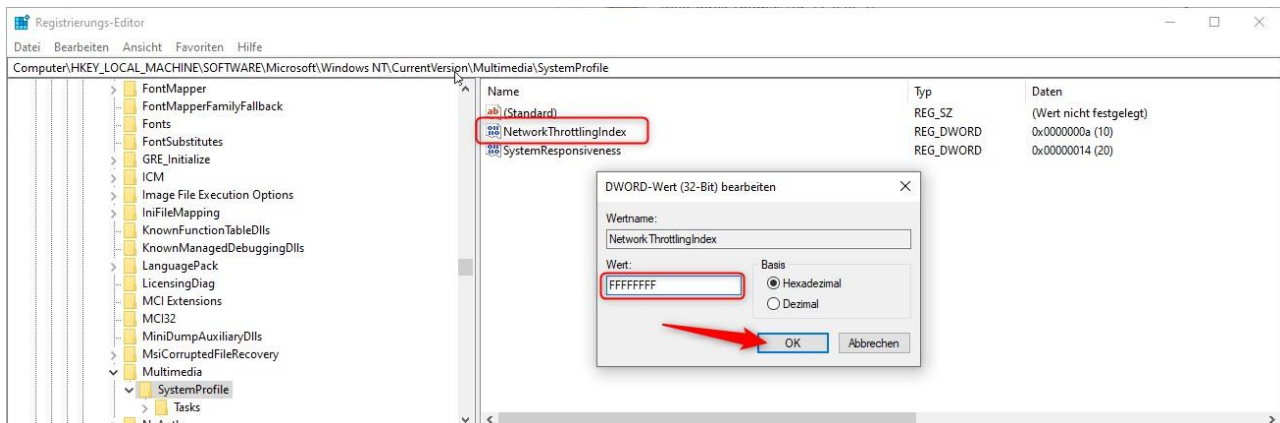 Registrierungs-Editor
Datei Bearbeiten Ansicht Favoriten Hilfe
Computer\HKEY_LOCAL_MACHINE\SOFTWARE\Microsoft\Windows NT\CurrentVersion\Multimedia\SystemProfile
FontMapper
FontMapperFamilyFallback
Fonts
FontSubstitutes
GRE_Initialize
ICM
Image File Execution Options
IniFileMapping
KnownFunctionTableDlls
KnownManagedDebuggingDlls
LanguagePack
LicensingDiag
MCI Extensions
MCI32
MiniDumpAuxiliaryDlls
MsiCorruptedFileRecovery
Multimedia
SystemProfile
Tasks
Name Typ Daten
(Standard) REG_SZ (Wert nicht festgelegt)
NetworkThrottlingIndex REG_DWORD 0x0000000a (10)
SystemResponsiveness REG_DWORD 0x00000014 (20)
DWORD-Wert (32-Bit) bearbeiten
Wertname:
NetworkThrottlingIndex
Wert:
FFFFFFFF
Basis
Hexadezimal
Dezimal
OK Abbrechen